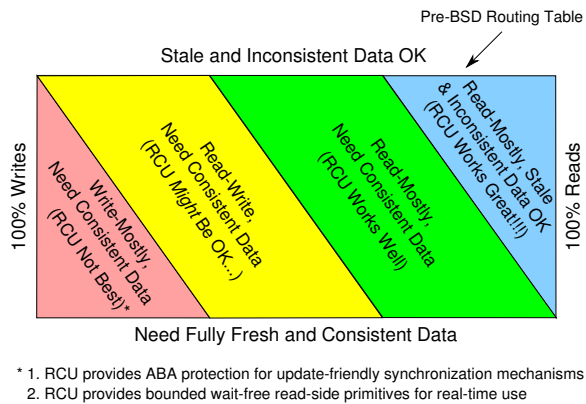 Pre-BSD Routing Table
Stale and Inconsistent Data OK
100% Writes
Write-Mostly,
Need Consistent Data
(RCU Not Best)*
Read-Write,
Need Consistent Data
(RCU Might Be OK...)
Read-Mostly,
Need Consistent Data
(RCU Works Well)
Read-Mostly, Stale
& Inconsistent Data OK
(RCU Works Great!!!)
100% Reads
Need Fully Fresh and Consistent Data
* 1. RCU provides ABA protection for update-friendly synchronization mechanisms
2. RCU provides bounded wait-free read-side primitives for real-time use